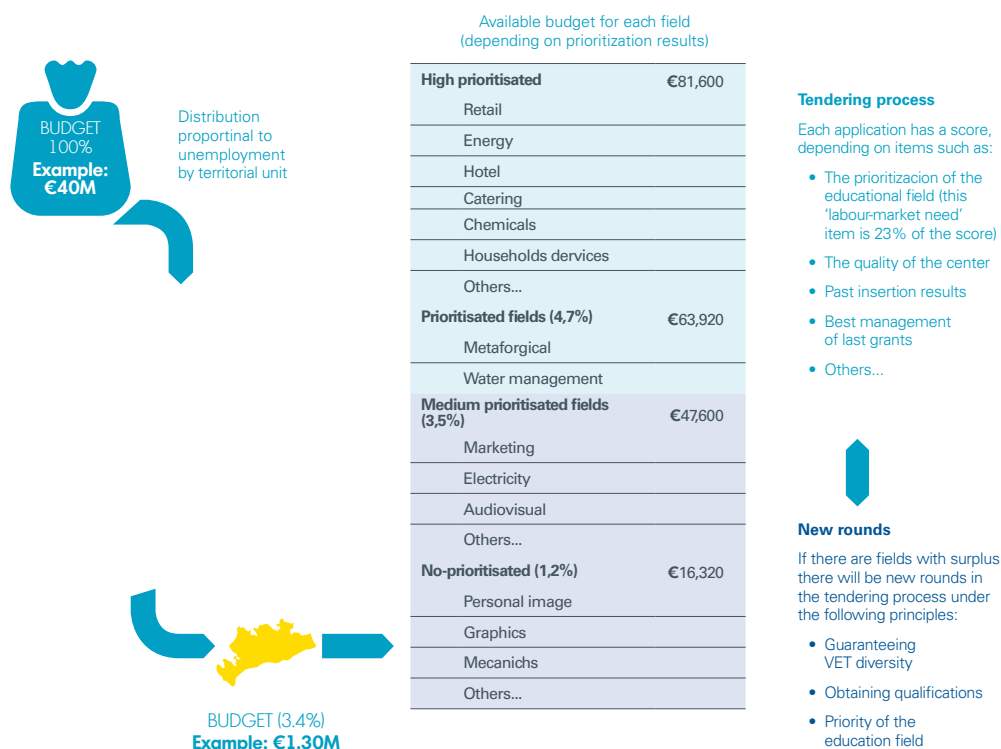 Available budget for each field
(depending on prioritization results)
BUDGET
100%
Example:
€40M
Distribution
proportinal to
unemployment
by territorial unit
High prioritisated €81,600
Retail
Energy
Hotel
Catering
Chemicals
Households dervices
Others...
Prioritisated fields (4,7%) €63,920
Metaforgical
Water management
Medium prioritisated fields
(3,5%) €47,600
Marketing
Electricity
Audiovisual
Others...
No-prioritisated (1,2%) €16,320
Personal image
Graphics
Mecanichs
Others...
BUDGET (3.4%)
Example: €1.30M
Tendering process
Each application has a score,
depending on items such as:
• The prioritizacion of the
educational field (this
‘labour-market need’
item is 23% of the score)
• The quality of the center
• Past insertion results
• Best management
of last grants
• Others...
New rounds
If there are fields with surplus
there will be new rounds in
the tendering process under
the following principles:
• Guaranteeing
VET diversity
• Obtaining qualifications
• Priority of the
education field